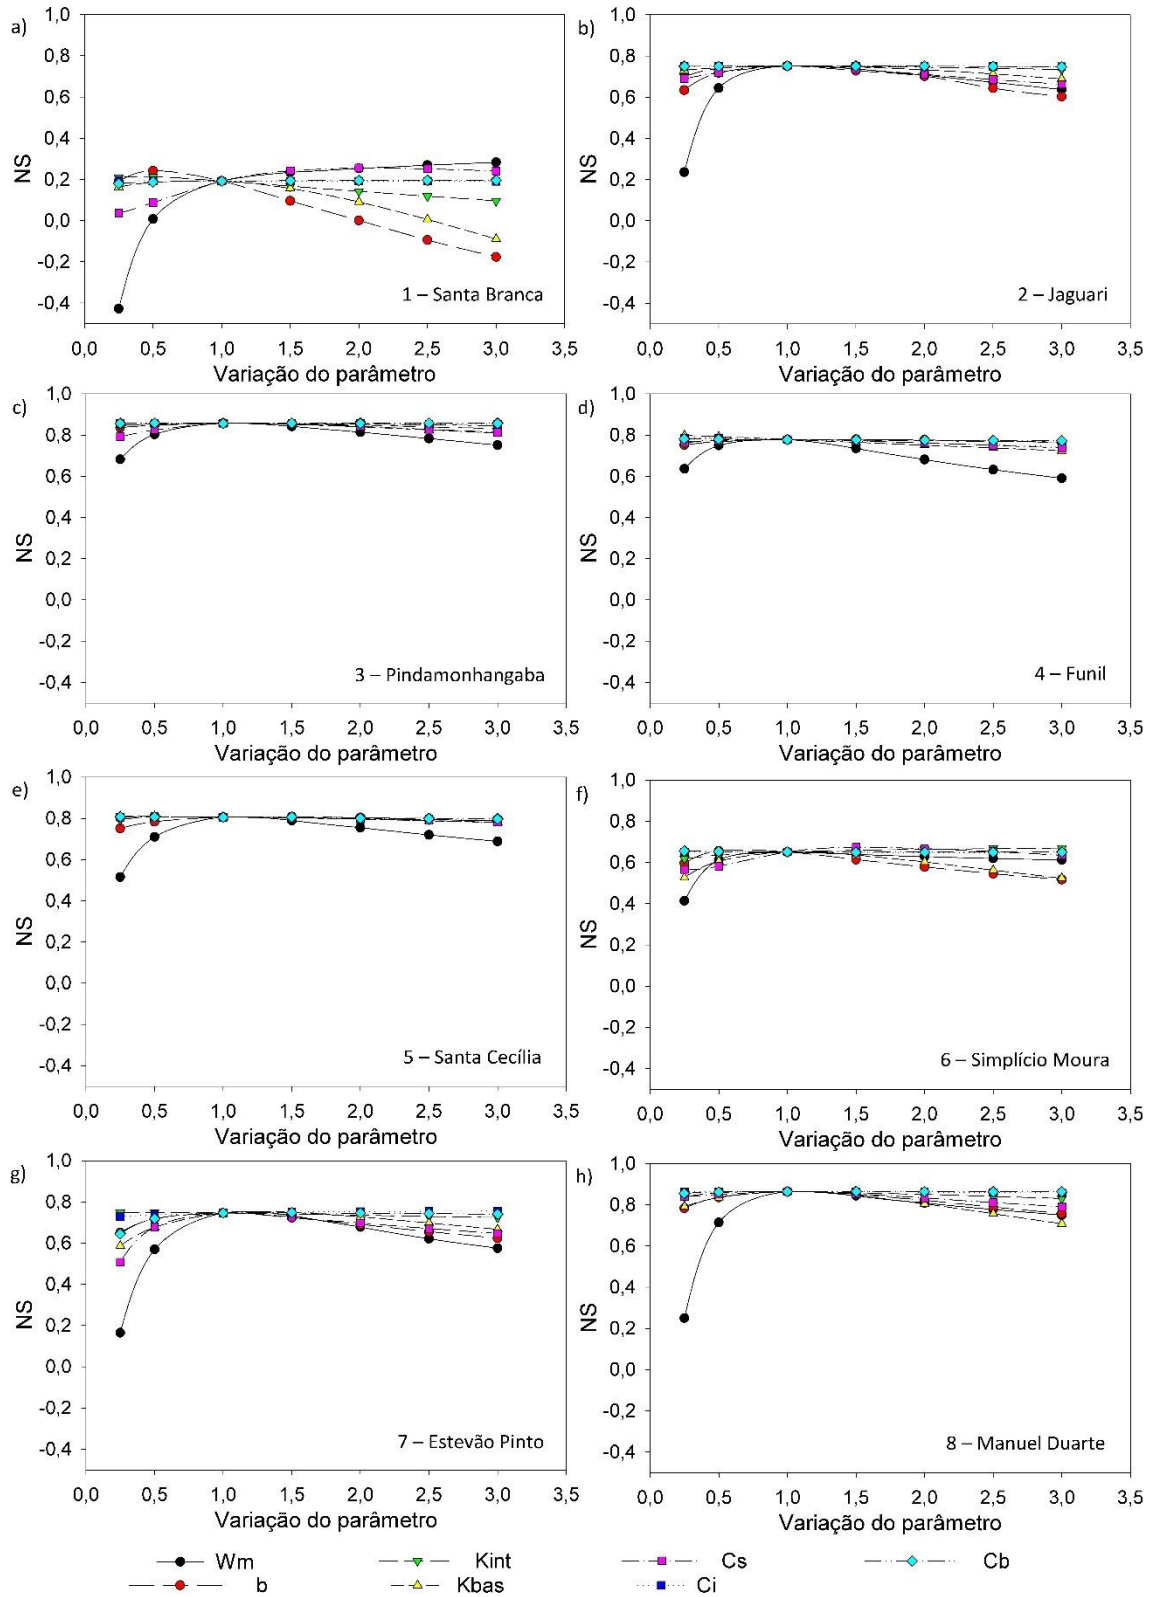 a)
1,0
0,8
0,6
0,4
0,2
0,0
-0,2
-0,4
NS
1 – Santa Branca
0,0 0,5 1,0 1,5 2,0 2,5 3,0 3,5
Variação do parâmetro
b)
1,0
0,8
0,6
0,4
0,2
0,0
-0,2
-0,4
NS
2 – Jaguari
0,0 0,5 1,0 1,5 2,0 2,5 3,0 3,5
Variação do parâmetro
c)
1,0
0,8
0,6
0,4
0,2
0,0
-0,2
-0,4
NS
3 – Pindamonhangaba
0,0 0,5 1,0 1,5 2,0 2,5 3,0 3,5
Variação do parâmetro
d)
1,0
0,8
0,6
0,4
0,2
0,0
-0,2
-0,4
NS
4 – Funil
0,0 0,5 1,0 1,5 2,0 2,5 3,0 3,5
Variação do parâmetro
e)
1,0
0,8
0,6
0,4
0,2
0,0
-0,2
-0,4
NS
5 – Santa Cecília
0,0 0,5 1,0 1,5 2,0 2,5 3,0 3,5
Variação do parâmetro
f)
1,0
0,8
0,6
0,4
0,2
0,0
-0,2
-0,4
NS
6 – Simplício Moura
0,0 0,5 1,0 1,5 2,0 2,5 3,0 3,5
Variação do parâmetro
g)
1,0
0,8
0,6
0,4
0,2
0,0
-0,2
-0,4
NS
7 – Estevão Pinto
0,0 0,5 1,0 1,5 2,0 2,5 3,0 3,5
Variação do parâmetro
h)
1,0
0,8
0,6
0,4
0,2
0,0
-0,2
-0,4
NS
8 – Manuel Duarte
0,0 0,5 1,0 1,5 2,0 2,5 3,0 3,5
Variação do parâmetro
Wm Kint Cs Cb
b Kbas Ci